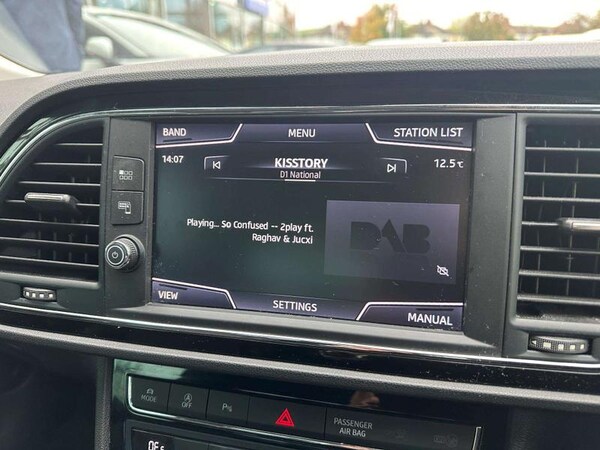 BAND
MENU
STATION LIST
14:07
KISSTORY
D1 National
12.5°C
Playing... So Confused -- 2play ft.
Raghav & Jucxi
DAB
VIEW
SETTINGS
MANUAL
MODE
OFF
P
PASSENGER
AIR BAG